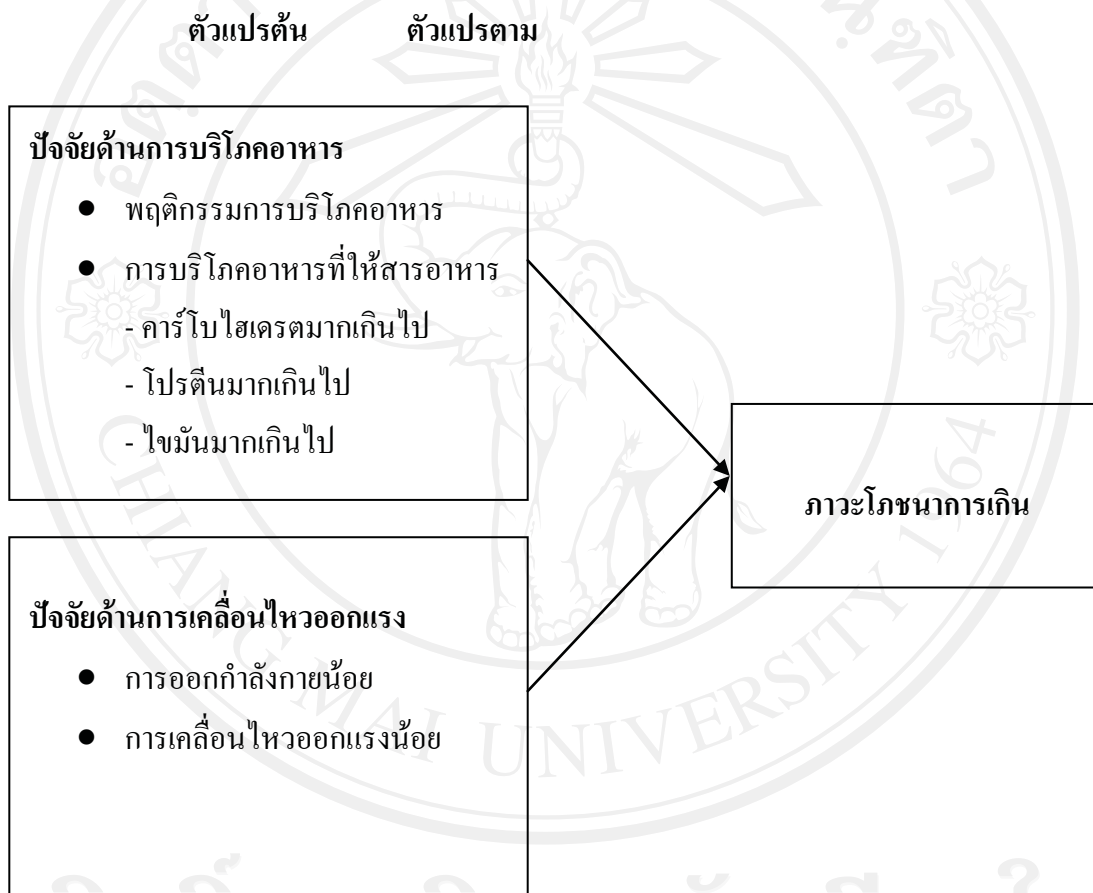 ตัวแปรต้น ตัวแปรตาม
ปัจจัยด้านการบริโภคอาหาร
● พฤติกรรมการบริโภคอาหาร
● การบริโภคอาหารที่ให้สารอาหาร
- คาร์โบไฮเดรตมากเกินไป
- โปรตีนมากเกินไป
- ไขมันมากเกินไป
ภาวะโภชนาการเกิน
ปัจจัยด้านการเคลื่อนไหวออกแรง
● การออกกำลังกายน้อย
● การเคลื่อนไหวออกแรงน้อย
CHIANG MAI UNIVERSITY 1964